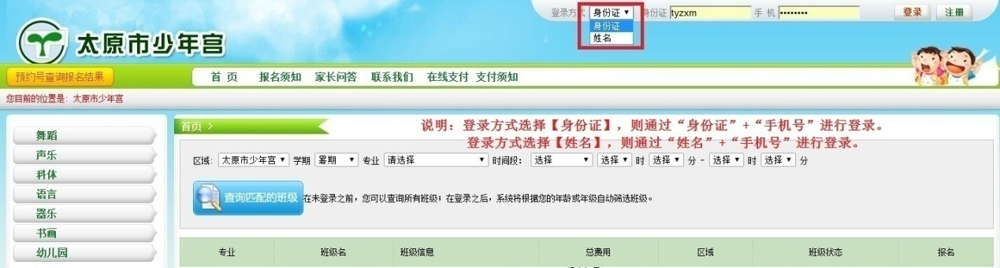 登录方式 身份证 身份证 tyzxm 手 机 •••••••• 登录 注册
身份证
姓名
太原市少年宫
预约号查询报名结果 首 页 报名须知 家长问答 联系我们 在线支付 支付须知
您目前的位置是：太原市少年宫
首页 >
说明：登录方式选择【身份证】，则通过“身份证”+“手机号”进行登录。
登录方式选择【姓名】，则通过“姓名”+“手机号”进行登录。
舞蹈
声乐
科体
语言
器乐
书画
幼儿园
区域: 太原市少年宫 学期 署期 专业 请选择 时间段： 选择 选择 时 选择 分 - 选择 时 选择 分
查询匹配的班级 在未登录之前，您可以查询所有班级；在登录之后，系统将根据您的年龄或年级自动筛选班级。
专业 班级名 班级信息 总费用 区域 班级状态 报名